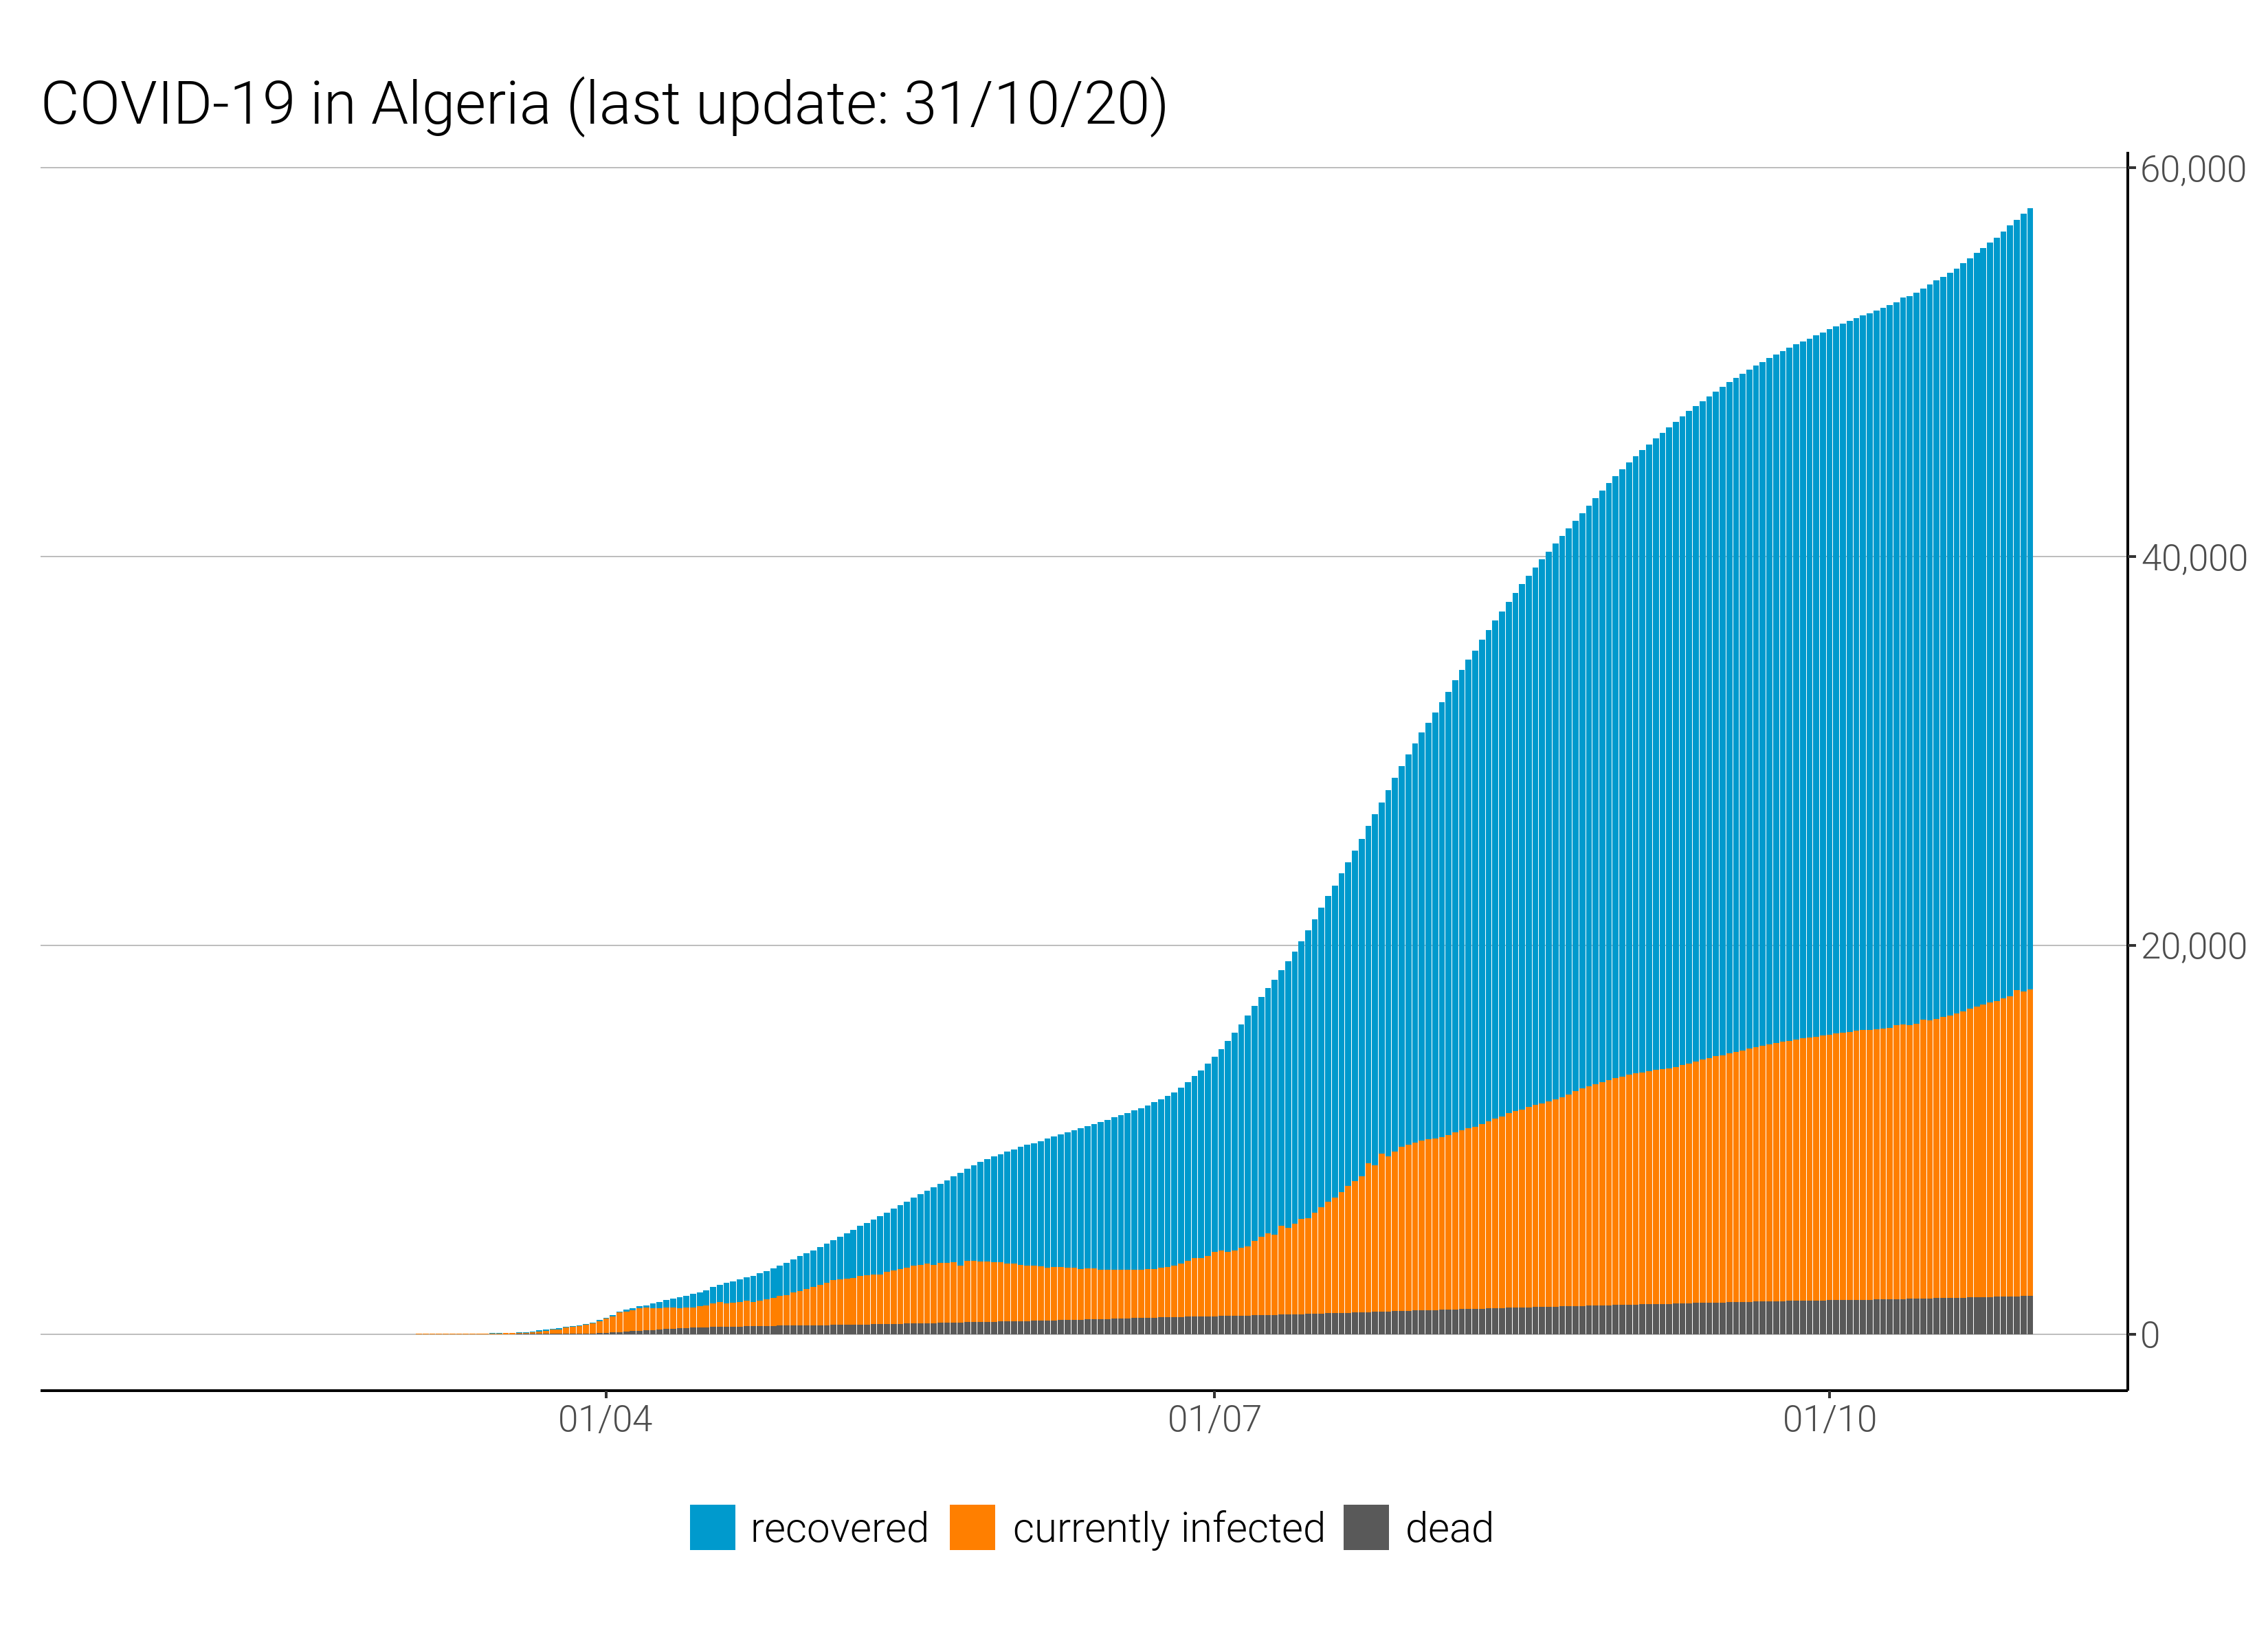 COVID-19 in Algeria (last update: 31/10/20)
60,000
40,000
20,000
0
01/04 01/07 01/10
recovered currently infected dead